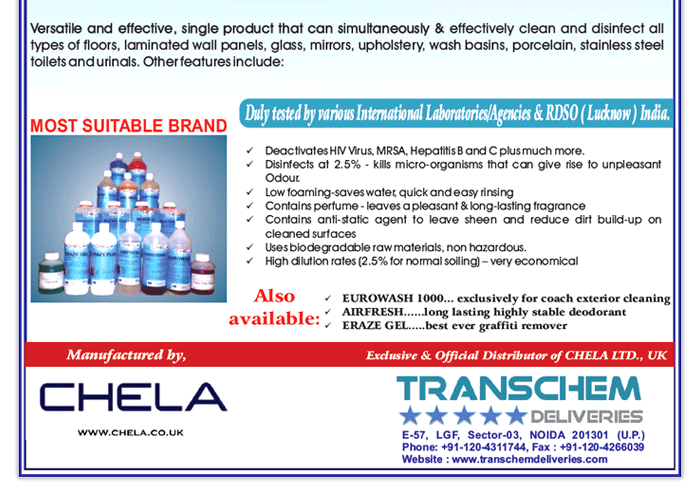 Versatile and effective, single product that can simultaneously & effectively clean and disinfect all
types of floors, laminated wall panels, glass, mirrors, upholstery, wash basins, porcelain, stainless steel
toilets and urinals. Other features include:
MOST SUITABLE BRAND
Duly tested by various International Laboratories/Agencies & RDSO ( Lucknow ) India.
✓ Deactivates HIV Virus, MRSA, Hepatitis B and C plus much more.
✓ Disinfects at 2.5% - kills micro-organisms that can give rise to unpleasant
Odour.
✓ Low foaming-saves water, quick and easy rinsing
✓ Contains perfume - leaves a pleasant & long-lasting fragrance
✓ Contains anti-static agent to leave sheen and reduce dirt build-up on
cleaned surfaces
✓ Uses biodegradable raw materials, non hazardous.
✓ High dilution rates (2.5% for normal soiling) – very economical
Also
available:
✓ EUROWASH 1000... exclusively for coach exterior cleaning
✓ AIRFRESH......long lasting highly stable deodorant
✓ ERAZE GEL.....best ever graffiti remover
Manufactured by,
Exclusive & Official Distributor of CHELA LTD., UK
CHELA
WWW.CHELA.CO.UK
TRANSCHEM
DELIVERIES
E-57, LGF, Sector-03, NOIDA 201301 (U.P.)
Phone: +91-120-4311744, Fax : +91-120-4266039
Website : www.transchemdeliveries.com